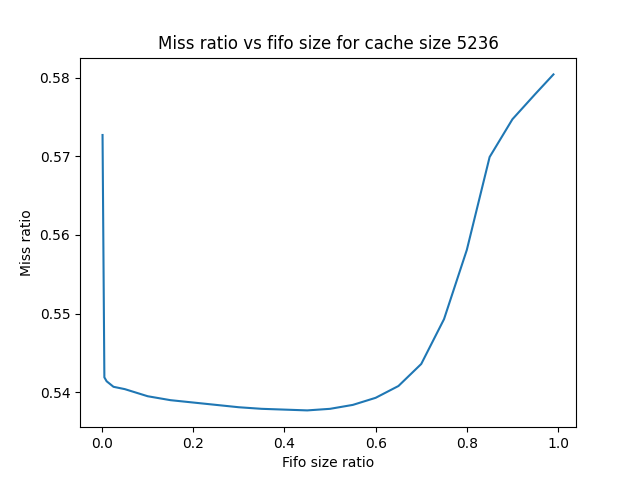 Miss ratio vs fifo size for cache size 5236
0.58
0.57
0.56
0.55
0.54
Miss ratio
0.0 0.2 0.4 0.6 0.8 1.0
Fifo size ratio